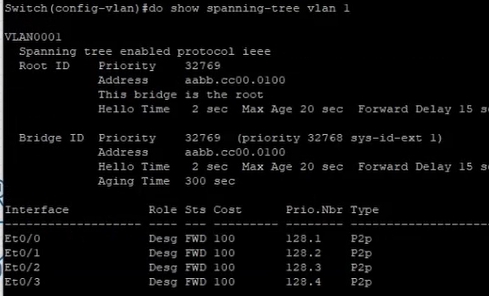 Switch(config-vlan)#do show spanning-tree vlan 1
VLAN0001
Spanning tree enabled protocol ieee
Root ID Priority 32769
Address aabb.cc00.0100
This bridge is the root
Hello Time 2 sec Max Age 20 sec Forward Delay 15 s
Bridge ID Priority 32769 (priority 32768 sys-id-ext 1)
Address aabb.cc00.0100
Hello Time 2 sec Max Age 20 sec Forward Delay 15 s
Aging Time 300 sec
Interface Role Sts Cost Prio.Nbr Type
------------------- ---- --- --------- -------- --------------------
Et0/0 Desg FWD 100 128.1 P2p
Et0/1 Desg FWD 100 128.2 P2p
Et0/2 Desg FWD 100 128.3 P2p
Et0/3 Desg FWD 100 128.4 P2p